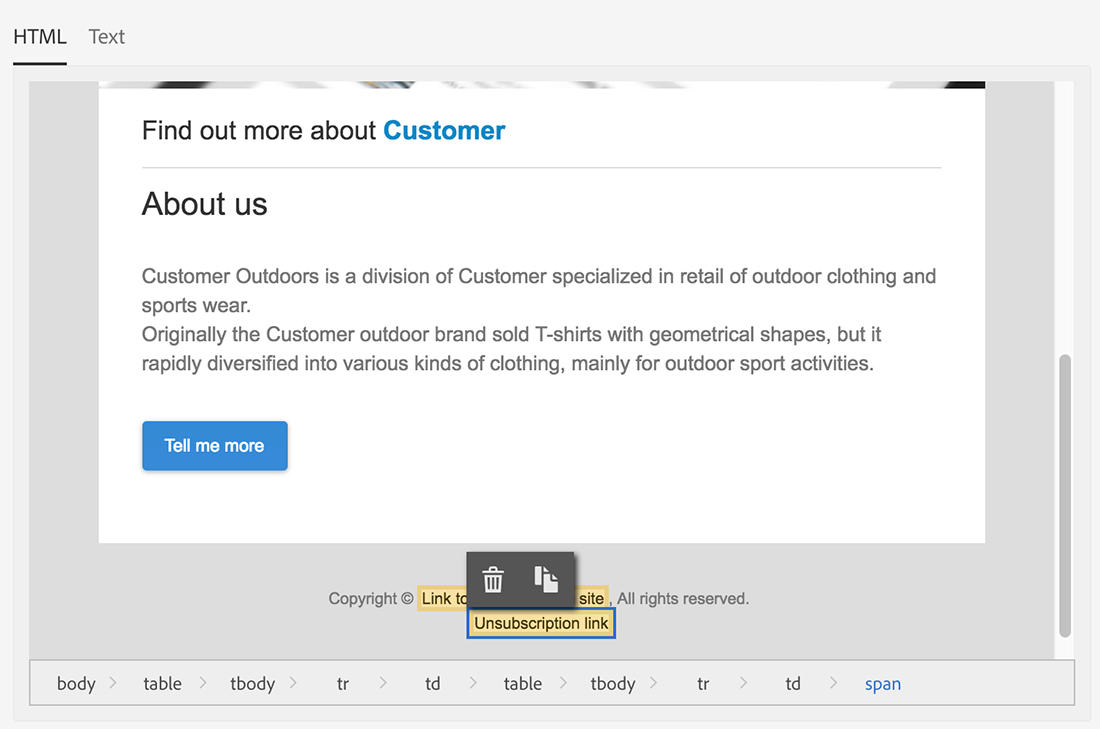 HTML Text
Find out more about Customer
About us
Customer Outdoors is a division of Customer specialized in retail of outdoor clothing and
sports wear.
Originally the Customer outdoor brand sold T-shirts with geometrical shapes, but it
rapidly diversified into various kinds of clothing, mainly for outdoor sport activities.
Tell me more
Copyright © Link to site , All rights reserved.
Unsubscription link
body table tbody tr td table tbody tr td span